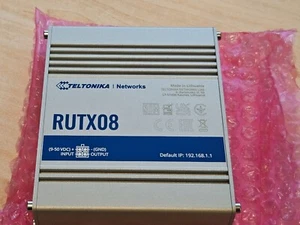 TELTONIKA | Networks
RUTX08
(9-50 VDC) + - (GND)
INPUT OUTPUT
Default IP: 192.168.1.1